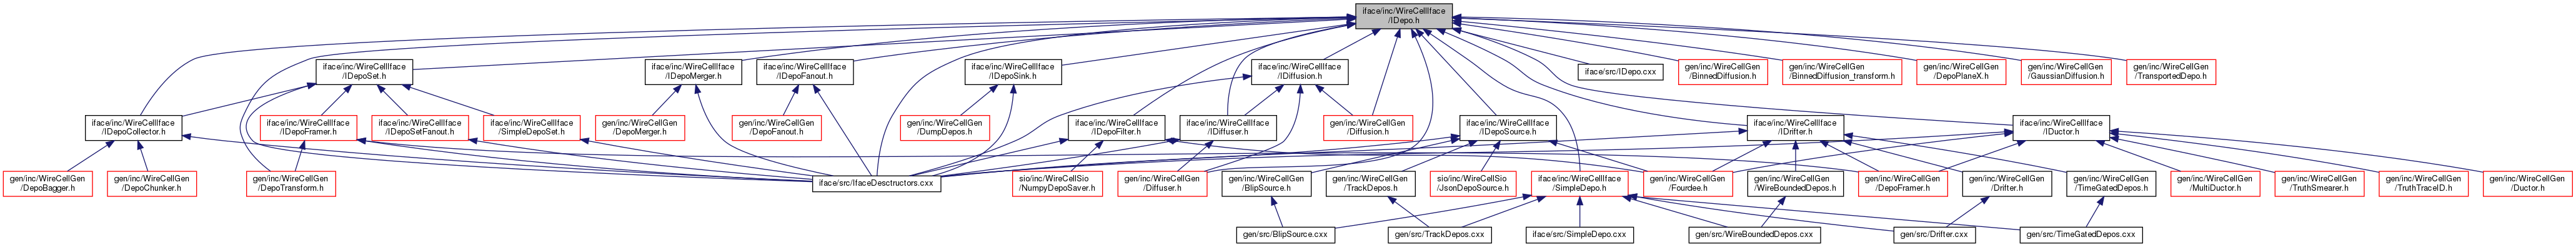 iface/inc/WireCellIface
/IDepo.h
iface/inc/WireCellIface
/IDepoSet.h
iface/inc/WireCellIface
/IDepoMerger.h
iface/inc/WireCellIface
/IDepoFanout.h
iface/inc/WireCellIface
/IDepoSink.h
iface/inc/WireCellIface
/IDiffusion.h
iface/src/IDepo.cxx
gen/inc/WireCellGen
/BinnedDiffusion.h
gen/inc/WireCellGen
/BinnedDiffusion_transform.h
gen/inc/WireCellGen
/DepoPlaneX.h
gen/inc/WireCellGen
/GaussianDiffusion.h
gen/inc/WireCellGen
/TransportedDepo.h
iface/inc/WireCellIface
/IDepoCollector.h
iface/inc/WireCellIface
/IDepoFramer.h
iface/inc/WireCellIface
/IDepoSetFanout.h
iface/inc/WireCellIface
/SimpleDepoSet.h
gen/inc/WireCellGen
/DepoMerger.h
gen/inc/WireCellGen
/DepoFanout.h
gen/inc/WireCellGen
/DumpDepos.h
iface/inc/WireCellIface
/IDepoFilter.h
iface/inc/WireCellIface
/IDiffuser.h
gen/inc/WireCellGen
/Diffusion.h
iface/inc/WireCellIface
/IDepoSource.h
iface/inc/WireCellIface
/IDrifter.h
iface/inc/WireCellIface
/IDuctor.h
gen/inc/WireCellGen
/DepoBagger.h
gen/inc/WireCellGen
/DepoChunker.h
gen/inc/WireCellGen
/DepoTransform.h
iface/src/IfaceDesctructors.cxx
sio/inc/WireCellSio
/NumpyDepoSaver.h
gen/inc/WireCellGen
/Diffuser.h
gen/inc/WireCellGen
/BlipSource.h
gen/inc/WireCellGen
/TrackDepos.h
sio/inc/WireCellSio
/JsonDepoSource.h
iface/inc/WireCellIface
/SimpleDepo.h
gen/inc/WireCellGen
/Fourdee.h
gen/inc/WireCellGen
/WireBoundedDepos.h
gen/inc/WireCellGen
/DepoFramer.h
gen/inc/WireCellGen
/Drifter.h
gen/inc/WireCellGen
/TimeGatedDepos.h
gen/inc/WireCellGen
/MultiDuctor.h
gen/inc/WireCellGen
/TruthSmearer.h
gen/inc/WireCellGen
/TruthTraceID.h
gen/inc/WireCellGen
/Ductor.h
gen/src/BlipSource.cxx
gen/src/TrackDepos.cxx
iface/src/SimpleDepo.cxx
gen/src/WireBoundedDepos.cxx
gen/src/Drifter.cxx
gen/src/TimeGatedDepos.cxx